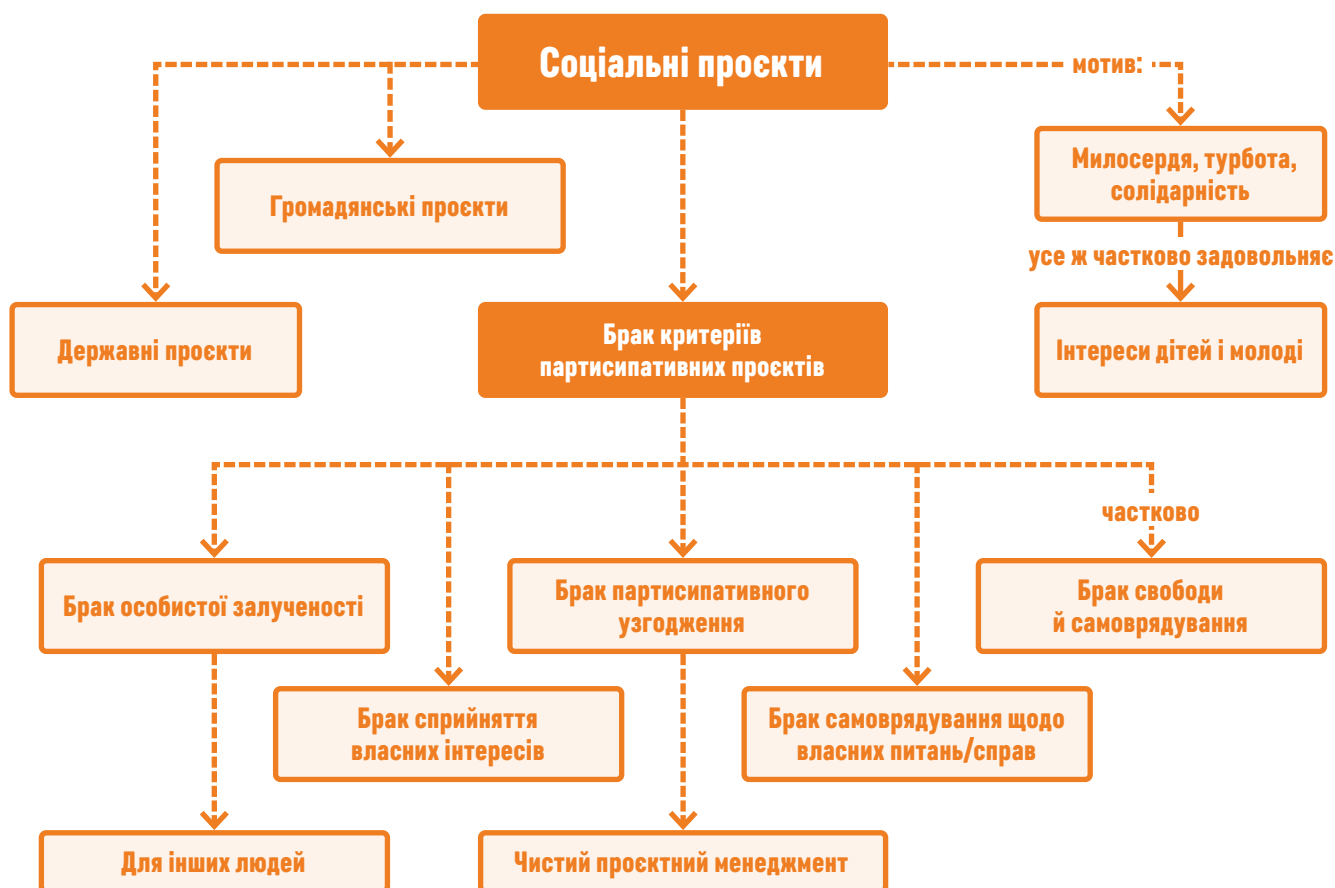 Соціальні проєкти
мотив:
Милосердя, турбота,
солідарність
Громадянські проєкти
усе ж частково задовольняє
Державні проєкти
Брак критеріїв
партисипативних проєктів
Інтереси дітей і молоді
частково
Брак особистої залученості
Брак партисипативного
узгодження
Брак свободи
й самоврядування
Брак сприйняття
власних інтересів
Брак самоврядування щодо
власних питань/справ
Для інших людей
Чистий проєктний менеджмент